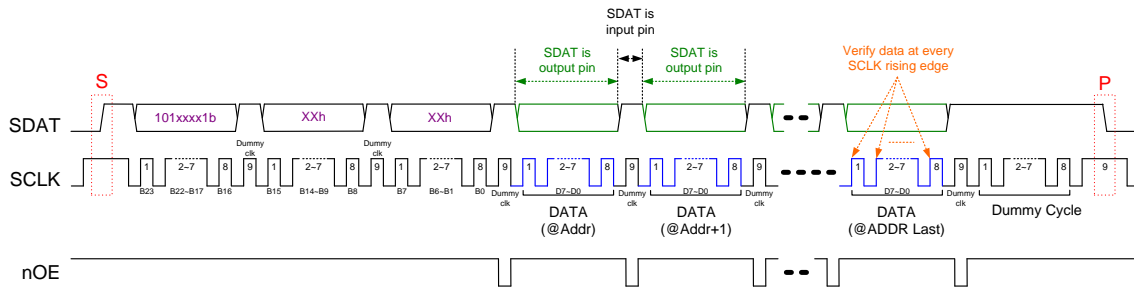 SDAT is
input pin
SDAT is
output pin
SDAT is
output pin
Verify data at every
SCLK rising edge
S
P
SDAT
101xxxx1b
XXh
XXh
Dummy
clk
Dummy
clk
SCLK
1 2~7 8 9 1 2~7 8 9 1 2~7 8 9 1 2~7 8 9 1 2~7 8 9 1 2~7 8 9 1 2~7 8 9
B23 B22~B17 B16 B15 B14~B9 B8 B7 B6~B1 B0
Dummy
clk
D7~D0
Dummy
clk
D7~D0
Dummy
clk
D7~D0
Dummy
clk
DATA
(@Addr)
DATA
(@Addr+1)
DATA
(@ADDR Last)
Dummy Cycle
nOE